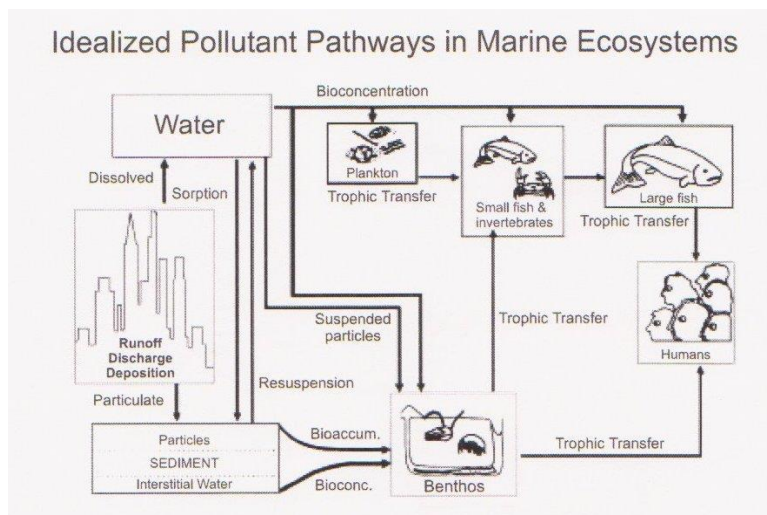 Idealized Pollutant Pathways in Marine Ecosystems
Bioconcentration
Water
Plankton
Dissolved
Sorption
Trophic Transfer
Small fish &
invertebrates
Large fish
Trophic Transfer
Runoff
Discharge
Deposition
Suspended
particles
Trophic Transfer
Humans
Particulate
Resuspension
Particles
SEDIMENT
Interstitial Water
Bioaccum.
Bioconc.
Benthos
Trophic Transfer